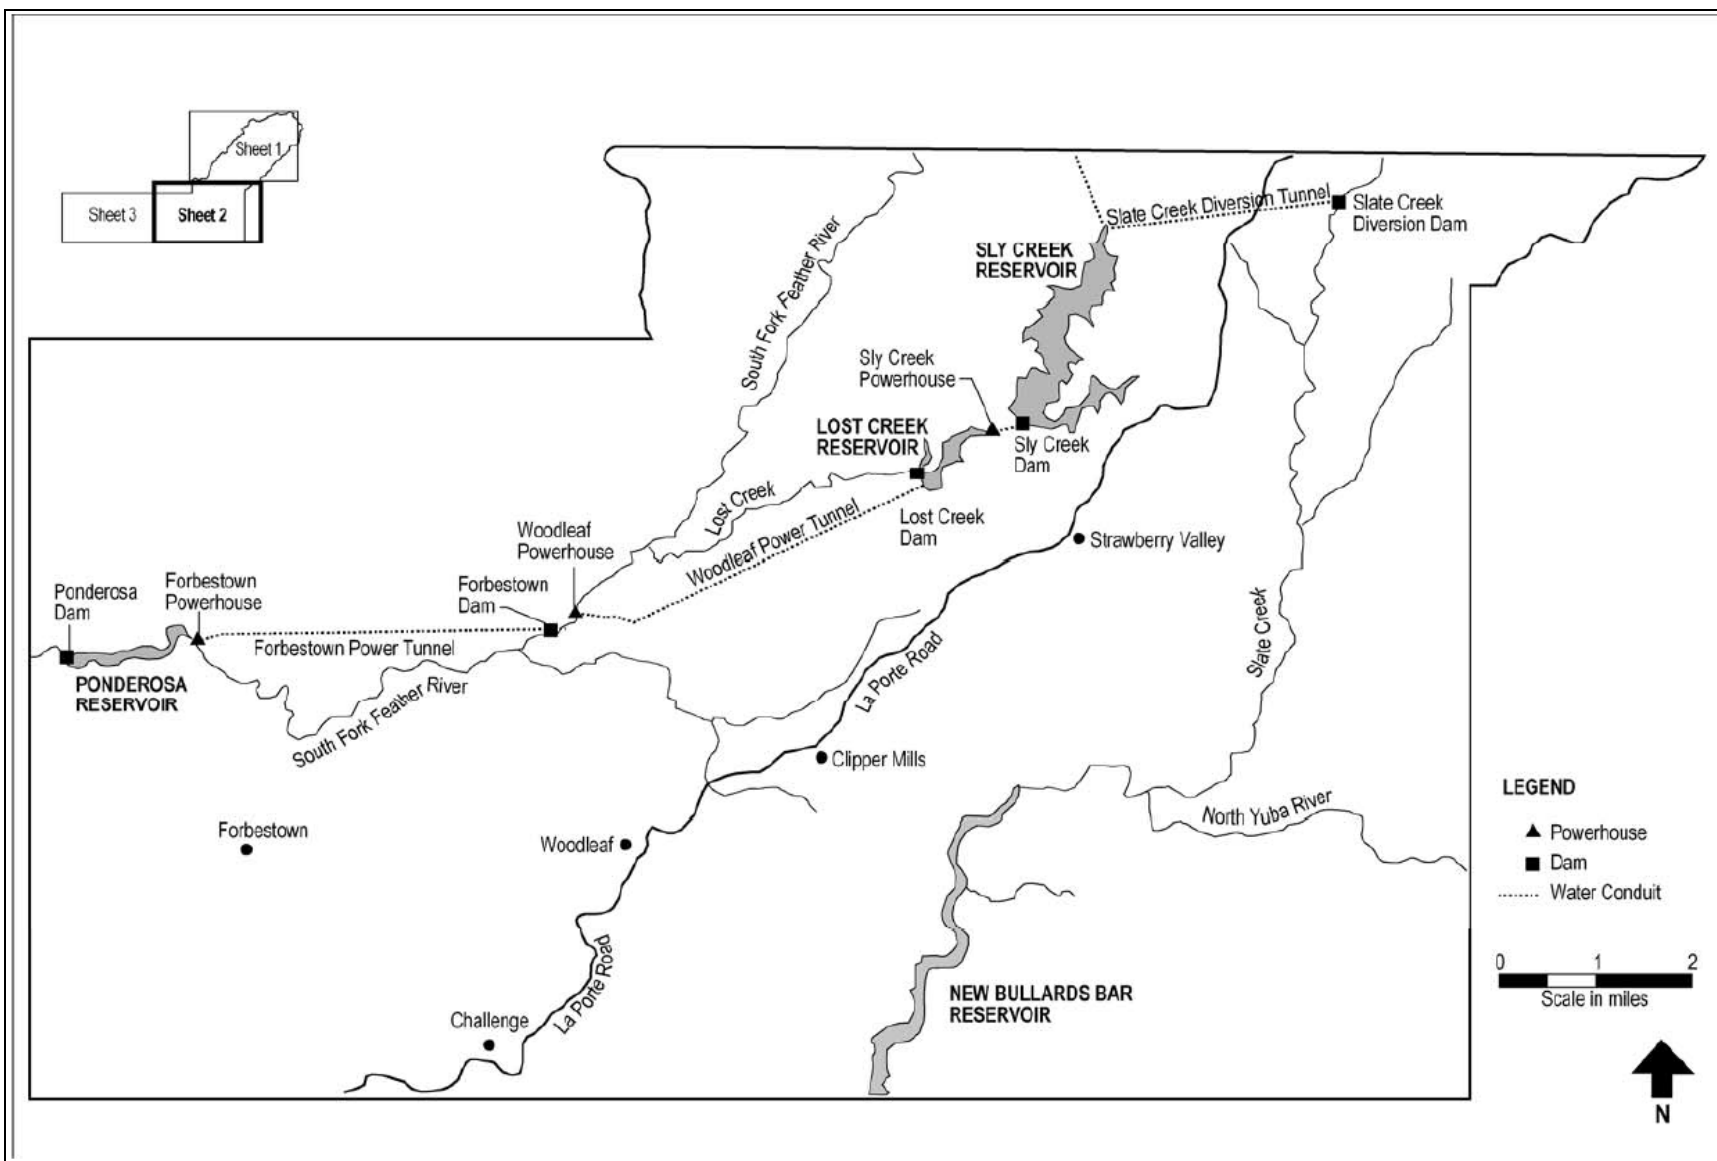 Sheet 1
Sheet 3
Sheet 2
Slate Creek Diversion Tunnel
Slate Creek
Diversion Dam
SLY CREEK
RESERVOIR
South Fork Feather River
Sly Creek
Powerhouse
LOST CREEK
RESERVOIR
Sly Creek
Dam
Lost Creek
Woodleaf Power Tunnel
Lost Creek
Dam
Strawberry Valley
Woodleaf
Powerhouse
Forbestown
Dam
Forbestown
Powerhouse
Ponderosa
Dam
Forbestown Power Tunnel
PONDEROSA
RESERVOIR
South Fork Feather River
La Porte Road
Slate Creek
Clipper Mills
North Yuba River
Forbestown
Woodleaf
La Porte Road
Challenge
NEW BULLARDS BAR
RESERVOIR
LEGEND
Powerhouse
Dam
Water Conduit
0 1 2
Scale in miles
N